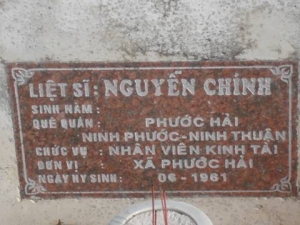 LIỆT SĨ: NGUYỄN CHÍNH
SINH NĂM :
QUÊ QUÁN : PHƯỚC HẢI
NINH PHƯỚC-NINH THUẬN
CHỨC VỤ : NHÂN VIÊN KINH TÀI
ĐƠN VỊ : XÃ PHƯỚC HẢI
NGÀY HY SINH: 06-1961